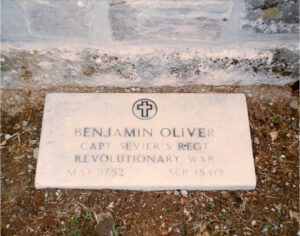 BENJAMIN OLIVER
CAPT SEVIER'S REGT
REVOLUTIONARY WAR
MAY 1752 SEP 1840